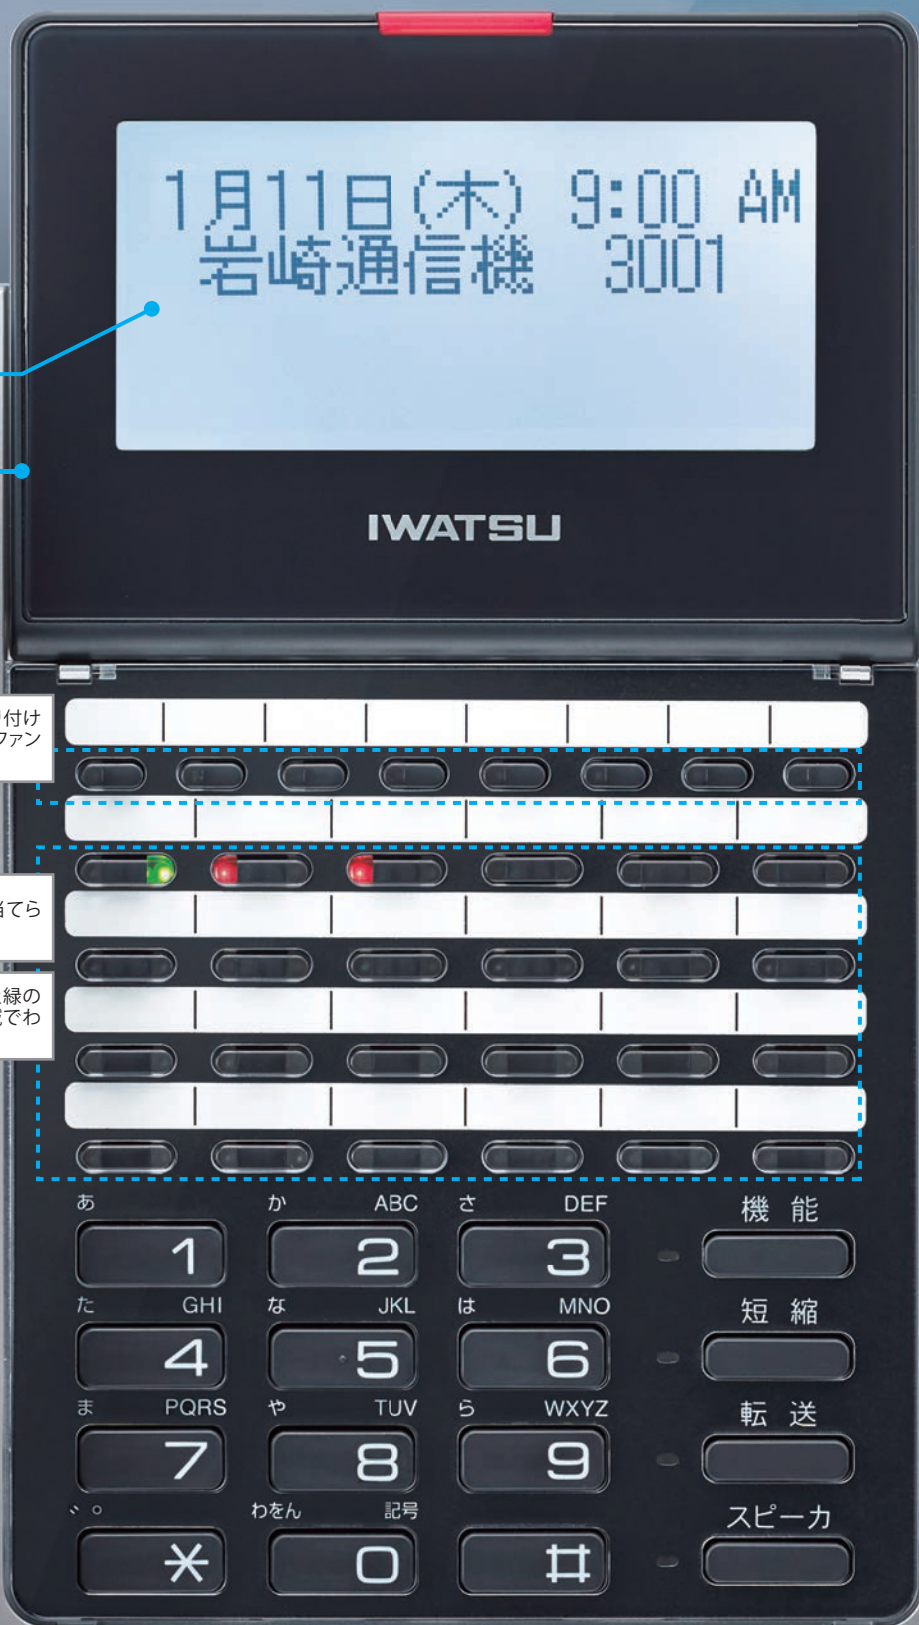 1月11日(木) 9:00 AM
岩崎通信機 3001
IWATSU
付け
ファン
当てら
緑の
でわ
あ か ABC さ DEF 機能
1 2 3
た GHI な JKL は MNO 短縮
4 5 6
ま PQRS や TUV ら WXYZ 転送
7 8 9
゛゜ わをん 記号 スピーカ
* 0 #